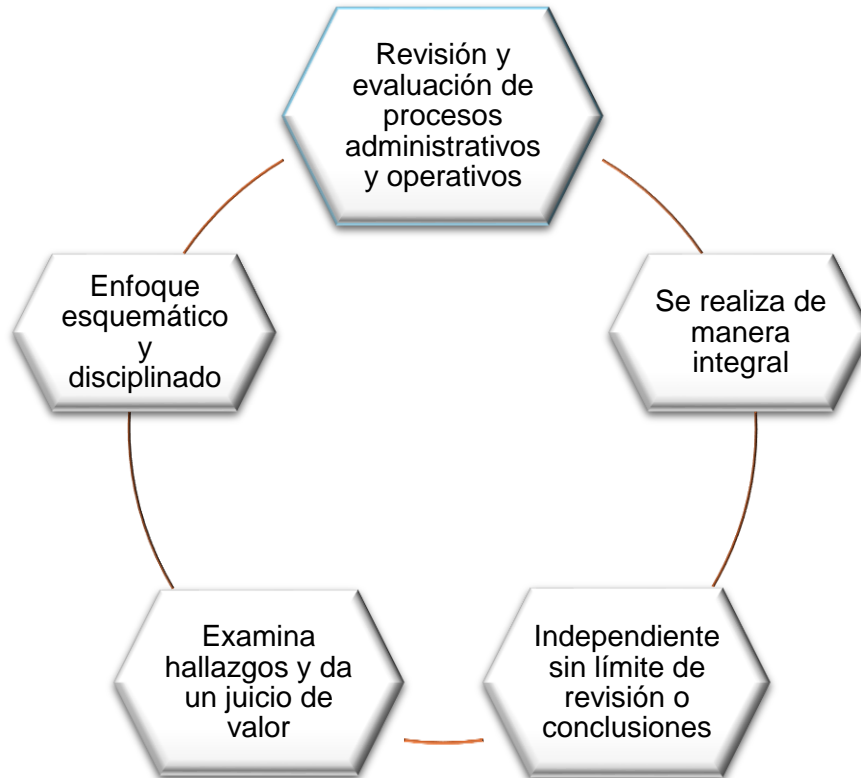 Revisión y
evaluación de
procesos
administrativos
y operativos
Se realiza de
manera
integral
Independiente
sin límite de
revisión o
conclusiones
Examina
hallazgos y da
un juicio de
valor
Enfoque
esquemático
y
disciplinado